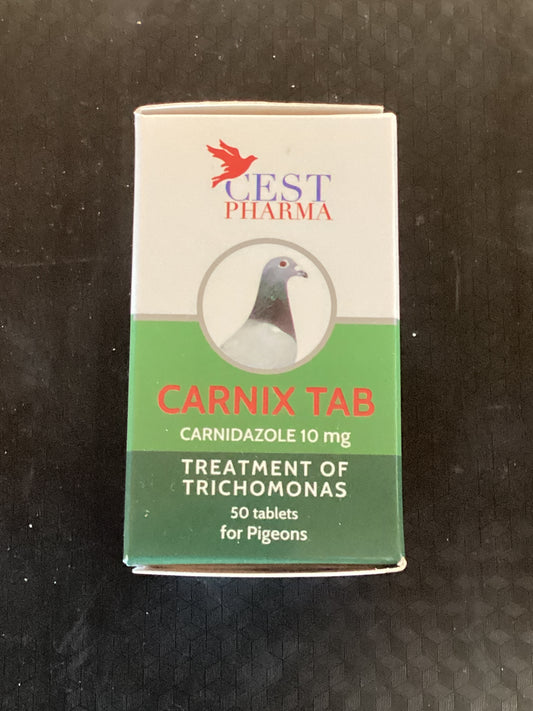 CEST
PHARMA
CARNIX TAB
CARNIDAZOLE 10 mg
TREATMENT OF
TRICHOMONAS
50 tablets
for Pigeons